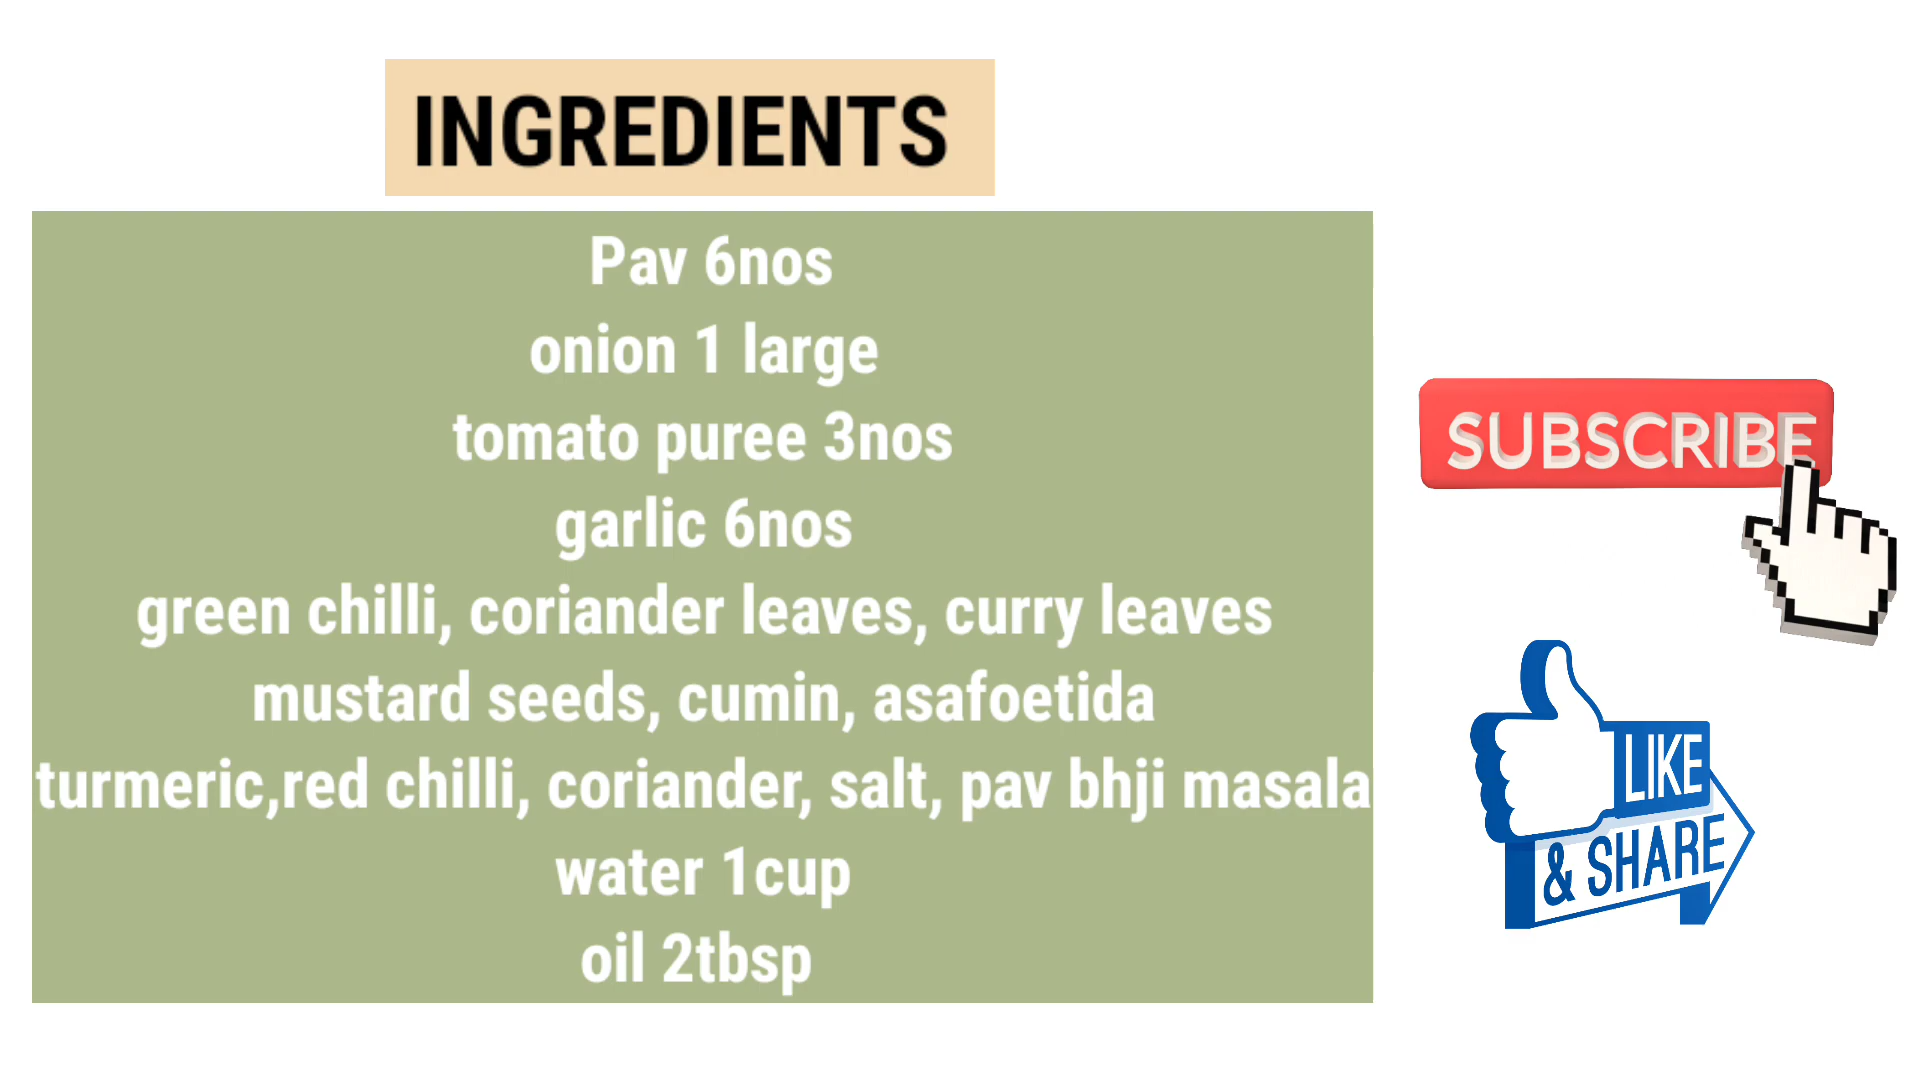 INGREDIENTS
Pav 6nos
onion 1 large
tomato puree 3nos
garlic 6nos
green chilli, coriander leaves, curry leaves
mustard seeds, cumin, asafoetida
turmeric,red chilli, coriander, salt, pav bhji masala
water 1cup
oil 2tbsp
SUBSCRIBE
LIKE
& SHARE